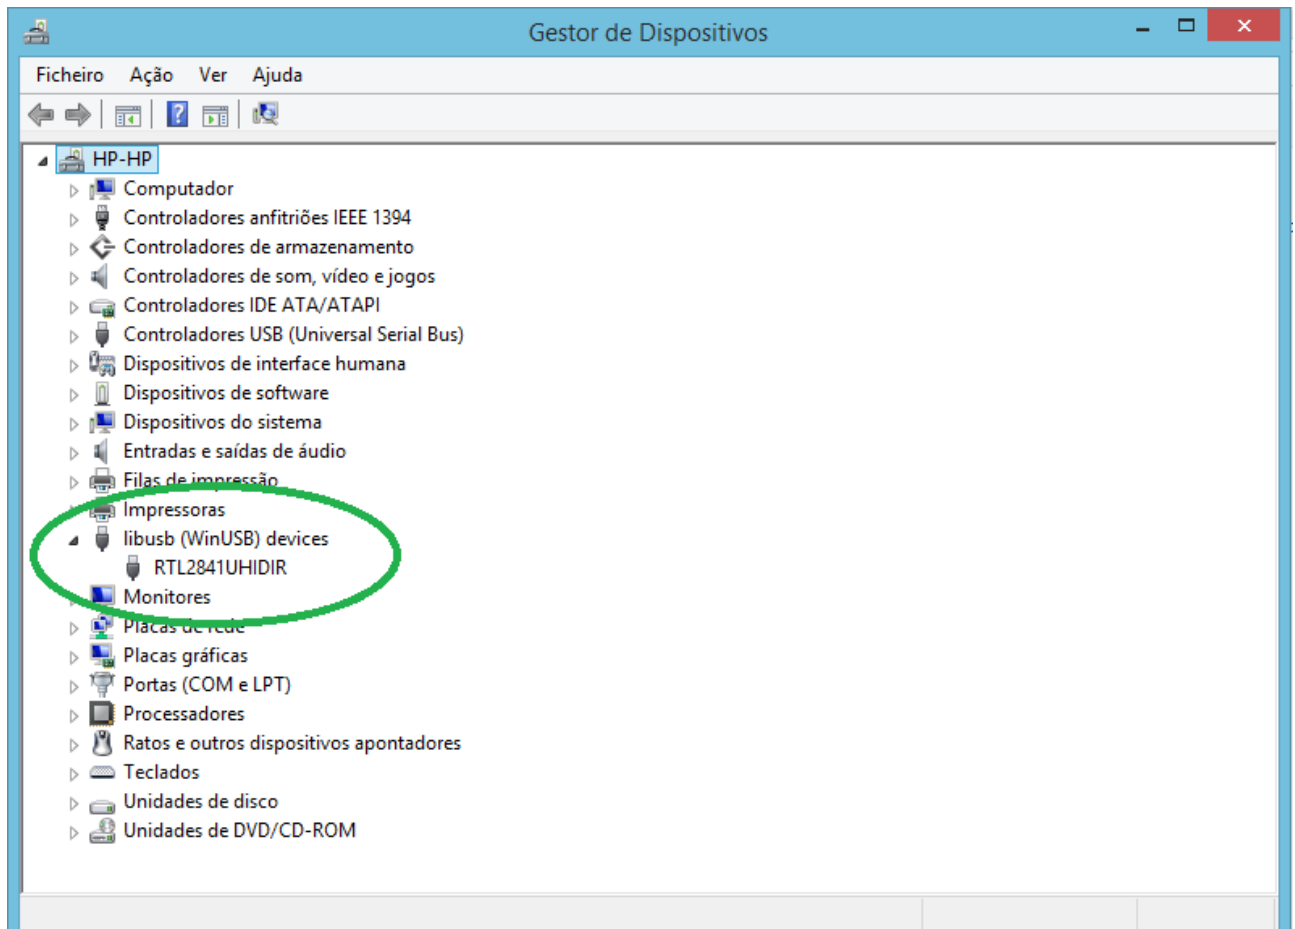 Gestor de Dispositivos
Ficheiro Ação Ver Ajuda
HP-HP
Computador
Controladores anfitriões IEEE 1394
Controladores de armazenamento
Controladores de som, vídeo e jogos
Controladores IDE ATA/ATAPI
Controladores USB (Universal Serial Bus)
Dispositivos de interface humana
Dispositivos de software
Dispositivos do sistema
Entradas e saídas de áudio
Filas de impressão
Impressoras
libusb (WinUSB) devices
RTL2841UHIDIR
Monitores
Placas de rede
Placas gráficas
Portas (COM e LPT)
Processadores
Ratos e outros dispositivos apontadores
Teclados
Unidades de disco
Unidades de DVD/CD-ROM